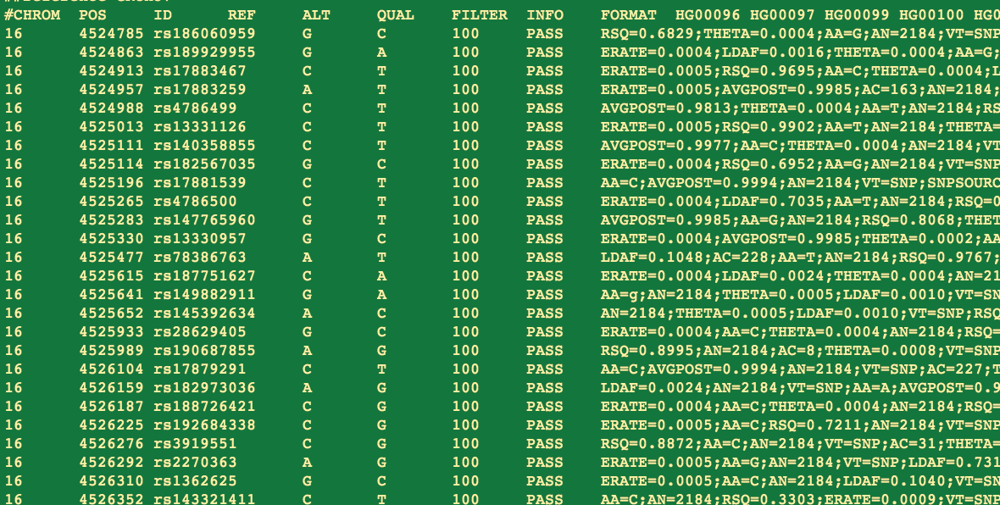 #CHROM POS ID REF ALT QUAL FILTER INFO FORMAT HG00096 HG00097 HG00099 HG00100 HG0
16 4524785 rs186060959 G C 100 PASS RSQ=0.6829;THETA=0.0004;AA=G;AN=2184;VT=SNP
16 4524863 rs189929955 G A 100 PASS ERATE=0.0004;LDAF=0.0016;THETA=0.0004;AA=G;
16 4524913 rs17883467 C T 100 PASS ERATE=0.0005;RSQ=0.9695;AA=C;THETA=0.0004;L
16 4524957 rs17883259 A T 100 PASS ERATE=0.0005;AVGPOST=0.9985;AC=163;AN=2184;
16 4524988 rs4786499 C T 100 PASS AVGPOST=0.9813;THETA=0.0004;AA=T;AN=2184;RS
16 4525013 rs13331126 C T 100 PASS ERATE=0.0005;RSQ=0.9902;AA=T;AN=2184;THETA=
16 4525111 rs140358855 C T 100 PASS AVGPOST=0.9977;AA=C;THETA=0.0004;AN=2184;VT
16 4525114 rs182567035 G C 100 PASS ERATE=0.0004;RSQ=0.6952;AA=G;AN=2184;VT=SNP
16 4525196 rs17881539 C T 100 PASS AA=C;AVGPOST=0.9994;AN=2184;VT=SNP;SNPSOURC
16 4525265 rs4786500 C T 100 PASS ERATE=0.0004;LDAF=0.7035;AA=T;AN=2184;RSQ=0
16 4525283 rs147765960 G T 100 PASS AVGPOST=0.9985;AA=G;AN=2184;RSQ=0.8068;THET
16 4525330 rs13330957 G C 100 PASS ERATE=0.0004;AVGPOST=0.9985;THETA=0.0002;AA
16 4525477 rs78386763 A T 100 PASS LDAF=0.1048;AC=228;AA=T;AN=2184;RSQ=0.9767;
16 4525615 rs187751627 C A 100 PASS ERATE=0.0004;LDAF=0.0024;THETA=0.0004;AN=21
16 4525641 rs149882911 G A 100 PASS AA=g;AN=2184;THETA=0.0005;LDAF=0.0010;VT=SN
16 4525652 rs145392634 A C 100 PASS AN=2184;THETA=0.0005;LDAF=0.0010;VT=SNP;RSQ
16 4525933 rs28629405 G C 100 PASS ERATE=0.0004;AA=C;THETA=0.0004;AN=2184;RSQ=
16 4525989 rs190687855 A G 100 PASS RSQ=0.8995;AN=2184;AC=8;THETA=0.0008;VT=SNP
16 4526104 rs17879291 C T 100 PASS AA=C;AVGPOST=0.9994;AN=2184;VT=SNP;AC=227;T
16 4526159 rs182973036 A G 100 PASS LDAF=0.0024;AN=2184;VT=SNP;AA=A;AVGPOST=0.9
16 4526187 rs188726421 C G 100 PASS ERATE=0.0004;AA=C;THETA=0.0004;AN=2184;RSQ=
16 4526225 rs192684338 C G 100 PASS ERATE=0.0005;AA=C;RSQ=0.7211;AN=2184;VT=SNP
16 4526276 rs3919551 C G 100 PASS RSQ=0.8872;AA=C;AN=2184;VT=SNP;AC=31;THETA=
16 4526292 rs2270363 A G 100 PASS ERATE=0.0005;AA=G;AN=2184;VT=SNP;LDAF=0.731
16 4526310 rs1362625 G C 100 PASS ERATE=0.0005;AA=C;AN=2184;LDAF=0.1040;VT=SN
16 4526352 rs143321411 C T 100 PASS AA=C;AN=2184;RSQ=0.3303;ERATE=0.0009;VT=SNP